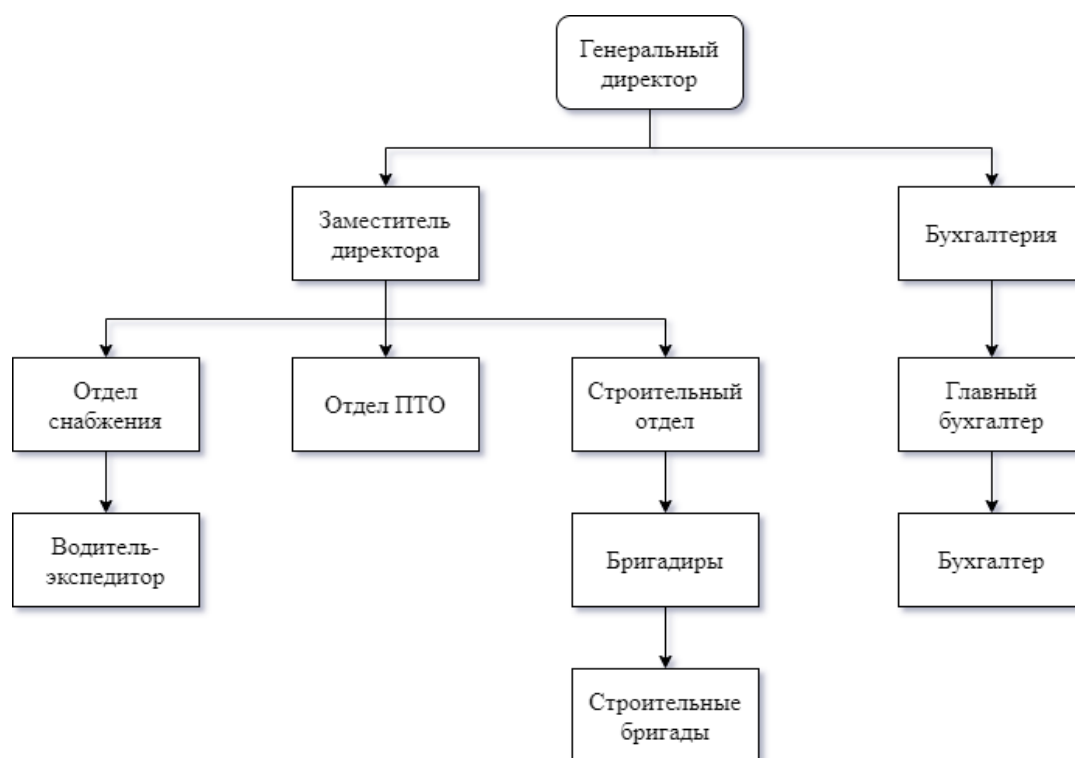 Генеральный
директор
Заместитель
директора
Бухгалтерия
Отдел
снабжения
Отдел ПТО
Строительный
отдел
Главный
бухгалтер
Водитель-
экспедитор
Бригадиры
Бухгалтер
Строительные
бригады